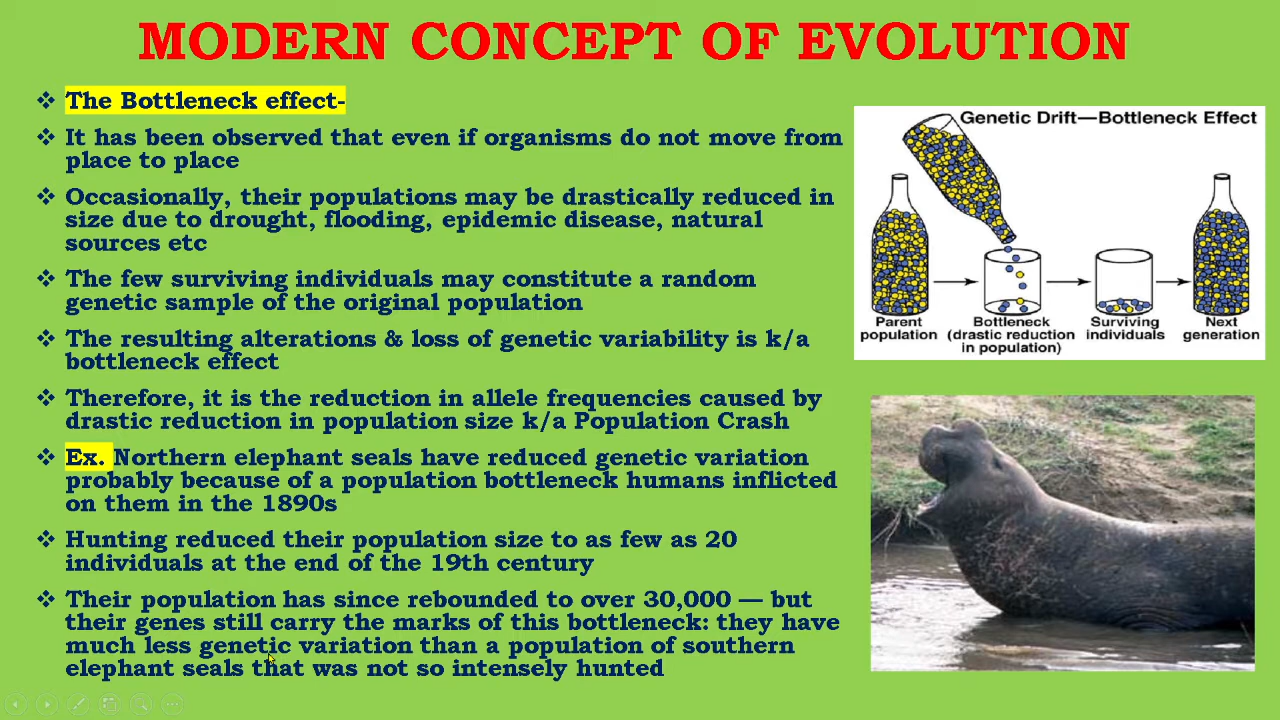 MODERN CONCEPT OF EVOLUTION
❖ The Bottleneck effect-
❖ It has been observed that even if organisms do not move from
place to place
❖ Occasionally, their populations may be drastically reduced in
size due to drought, flooding, epidemic disease, natural
sources etc
❖ The few surviving individuals may constitute a random
genetic sample of the original population
❖ The resulting alterations & loss of genetic variability is k/a
bottleneck effect
❖ Therefore, it is the reduction in allele frequencies caused by
drastic reduction in population size k/a Population Crash
❖ Ex. Northern elephant seals have reduced genetic variation
probably because of a population bottleneck humans inflicted
on them in the 1890s
❖ Hunting reduced their population size to as few as 20
individuals at the end of the 19th century
❖ Their population has since rebounded to over 30,000 — but
their genes still carry the marks of this bottleneck: they have
much less genetic variation than a population of southern
elephant seals that was not so intensely hunted
Genetic Drift—Bottleneck Effect
Parent
population
Bottleneck
(drastic reduction
in population)
Surviving
individuals
Next
generation